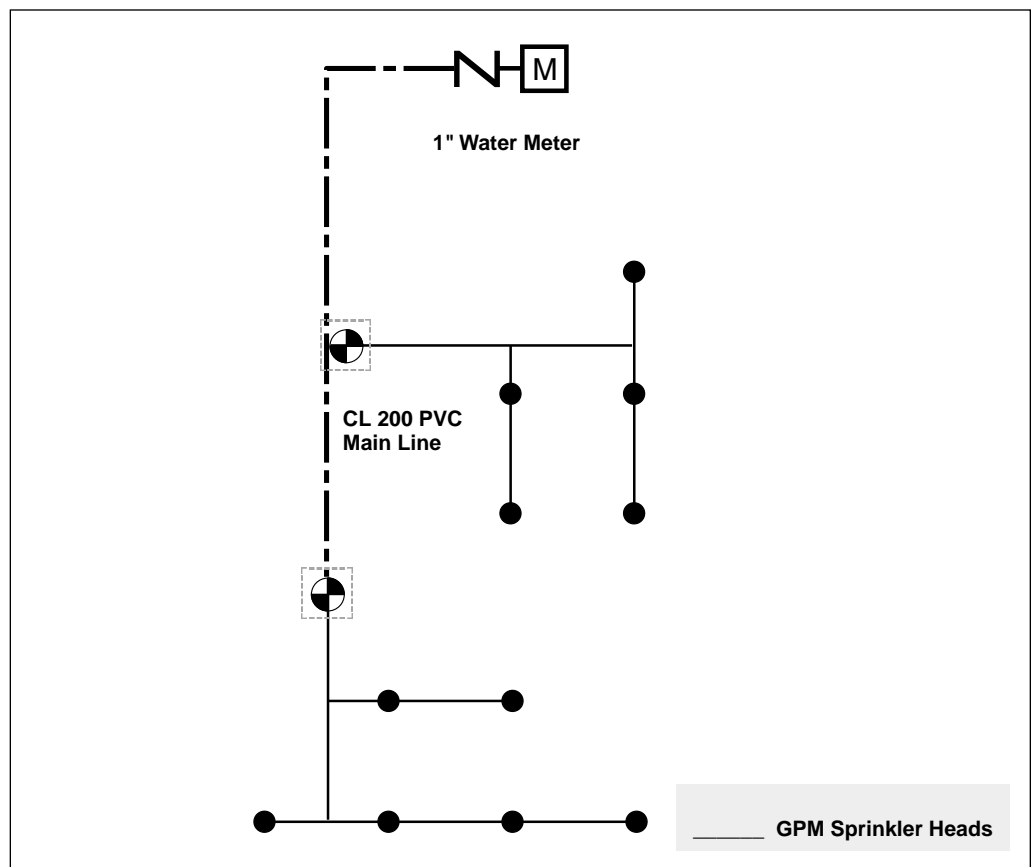 M
1" Water Meter
CL 200 PVC
Main Line
______ GPM Sprinkler Heads